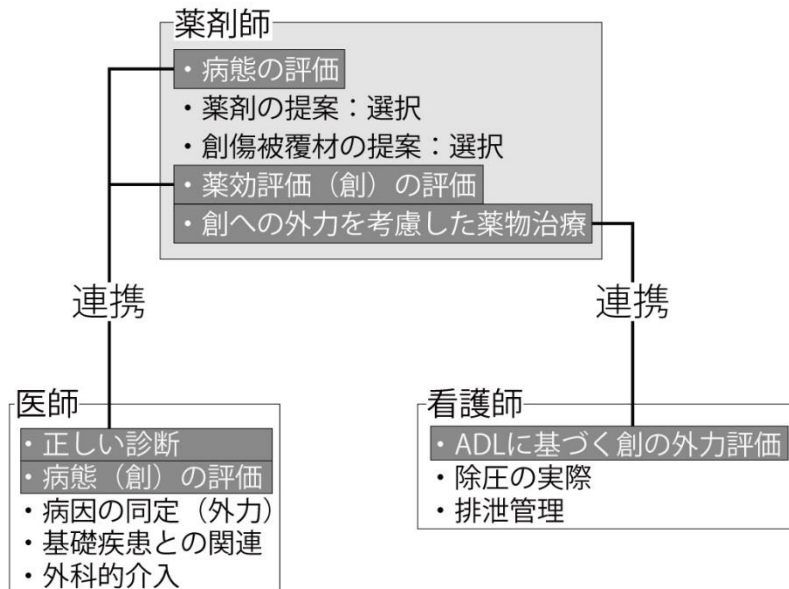 薬剤師
・病態の評価
・薬剤の提案：選択
・創傷被覆材の提案：選択
・薬効評価（創）の評価
・創への外力を考慮した薬物治療
連携
連携
医師
・正しい診断
・病態（創）の評価
・病因の同定（外力）
・基礎疾患との関連
・外科的介入
看護師
・ADLに基づく創の外力評価
・除圧の実際
・排泄管理